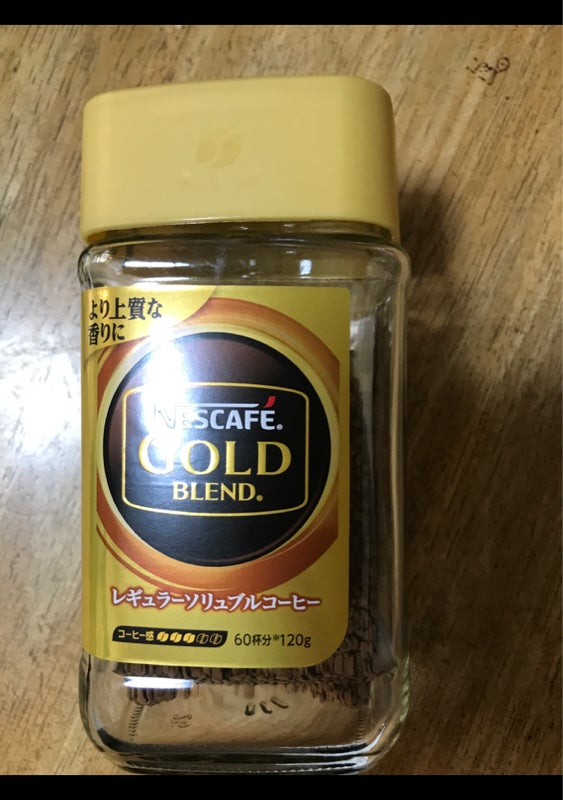 より上質な
香りに
NESCAFÉ®
GOLD
BLEND®
レギュラーソリュブルコーヒー
コーヒー感
60杯分※120g